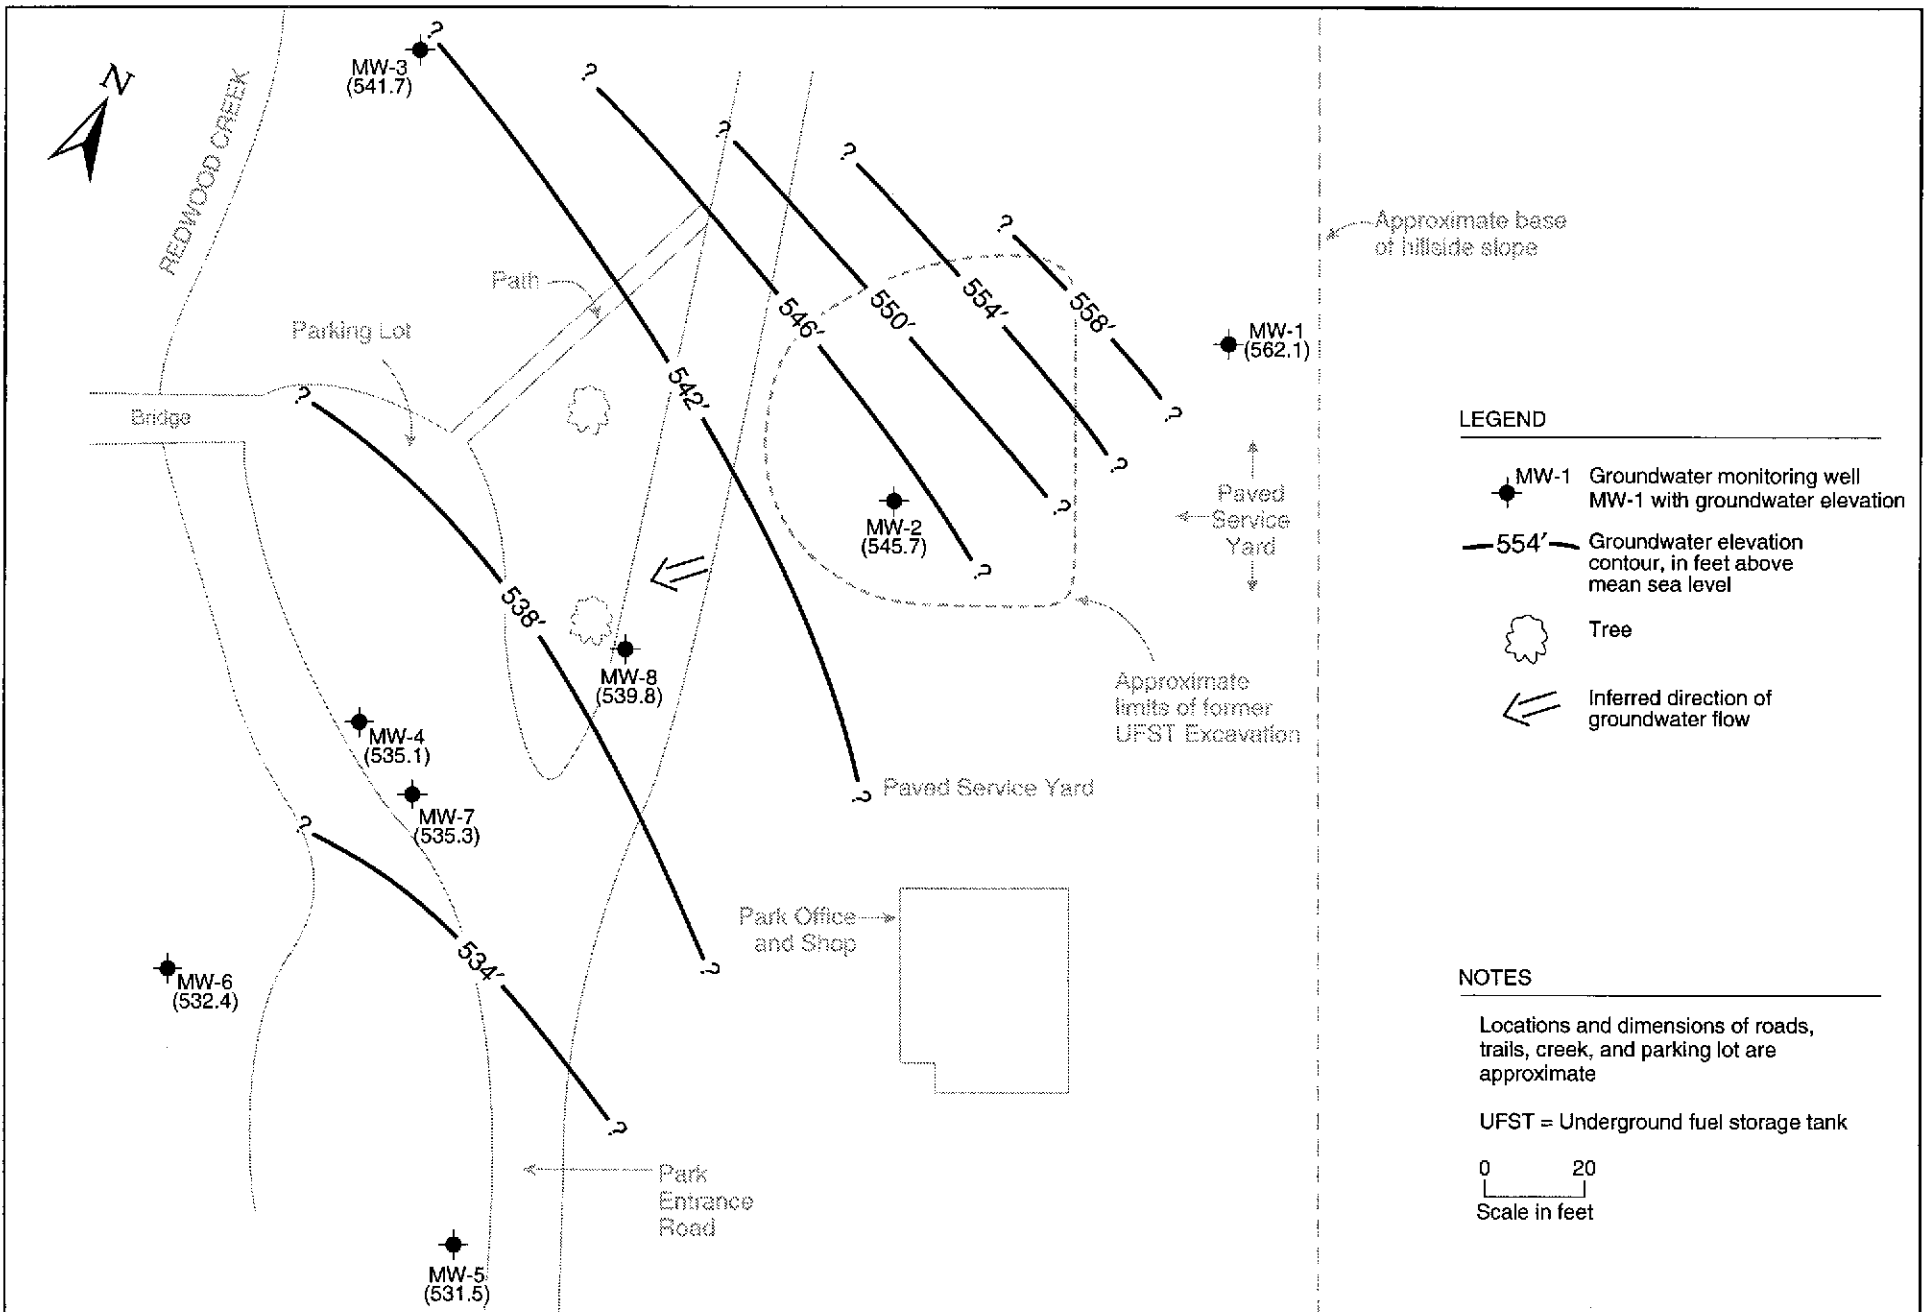 N
REDWOOD CREEK
?
MW-3
(541.7)
?
?
?
?
Approximate base
of hillside slope
Path
Parking Lot
546′
550′
554′
558′
MW-1
(562.1)
542′
?
Bridge
?
?
?
?
MW-2
(545.7)
Paved
Service
Yard
538′
MW-8
(539.8)
Approximate
limits of former
UFST Excavation
MW-4
(535.1)
MW-7
(535.3)
?
Paved Service Yard
?
Park Office
and Shop
534′
?
MW-6
(532.4)
?
Park
Entrance
Road
MW-5
(531.5)
LEGEND
MW-1 Groundwater monitoring well
MW-1 with groundwater elevation
554′ Groundwater elevation
contour, in feet above
mean sea level
Tree
Inferred direction of
groundwater flow
NOTES
Locations and dimensions of roads,
trails, creek, and parking lot are
approximate
UFST = Underground fuel storage tank
0 20
Scale in feet